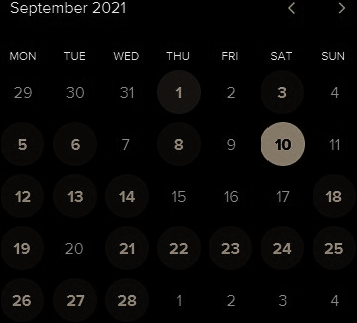 September 2021
MON TUE WED THU FRI SAT SUN
29 30 31 1 2 3 4
5 6 7 8 9 10 11
12 13 14 15 16 17 18
19 20 21 22 23 24 25
26 27 28 1 2 3 4